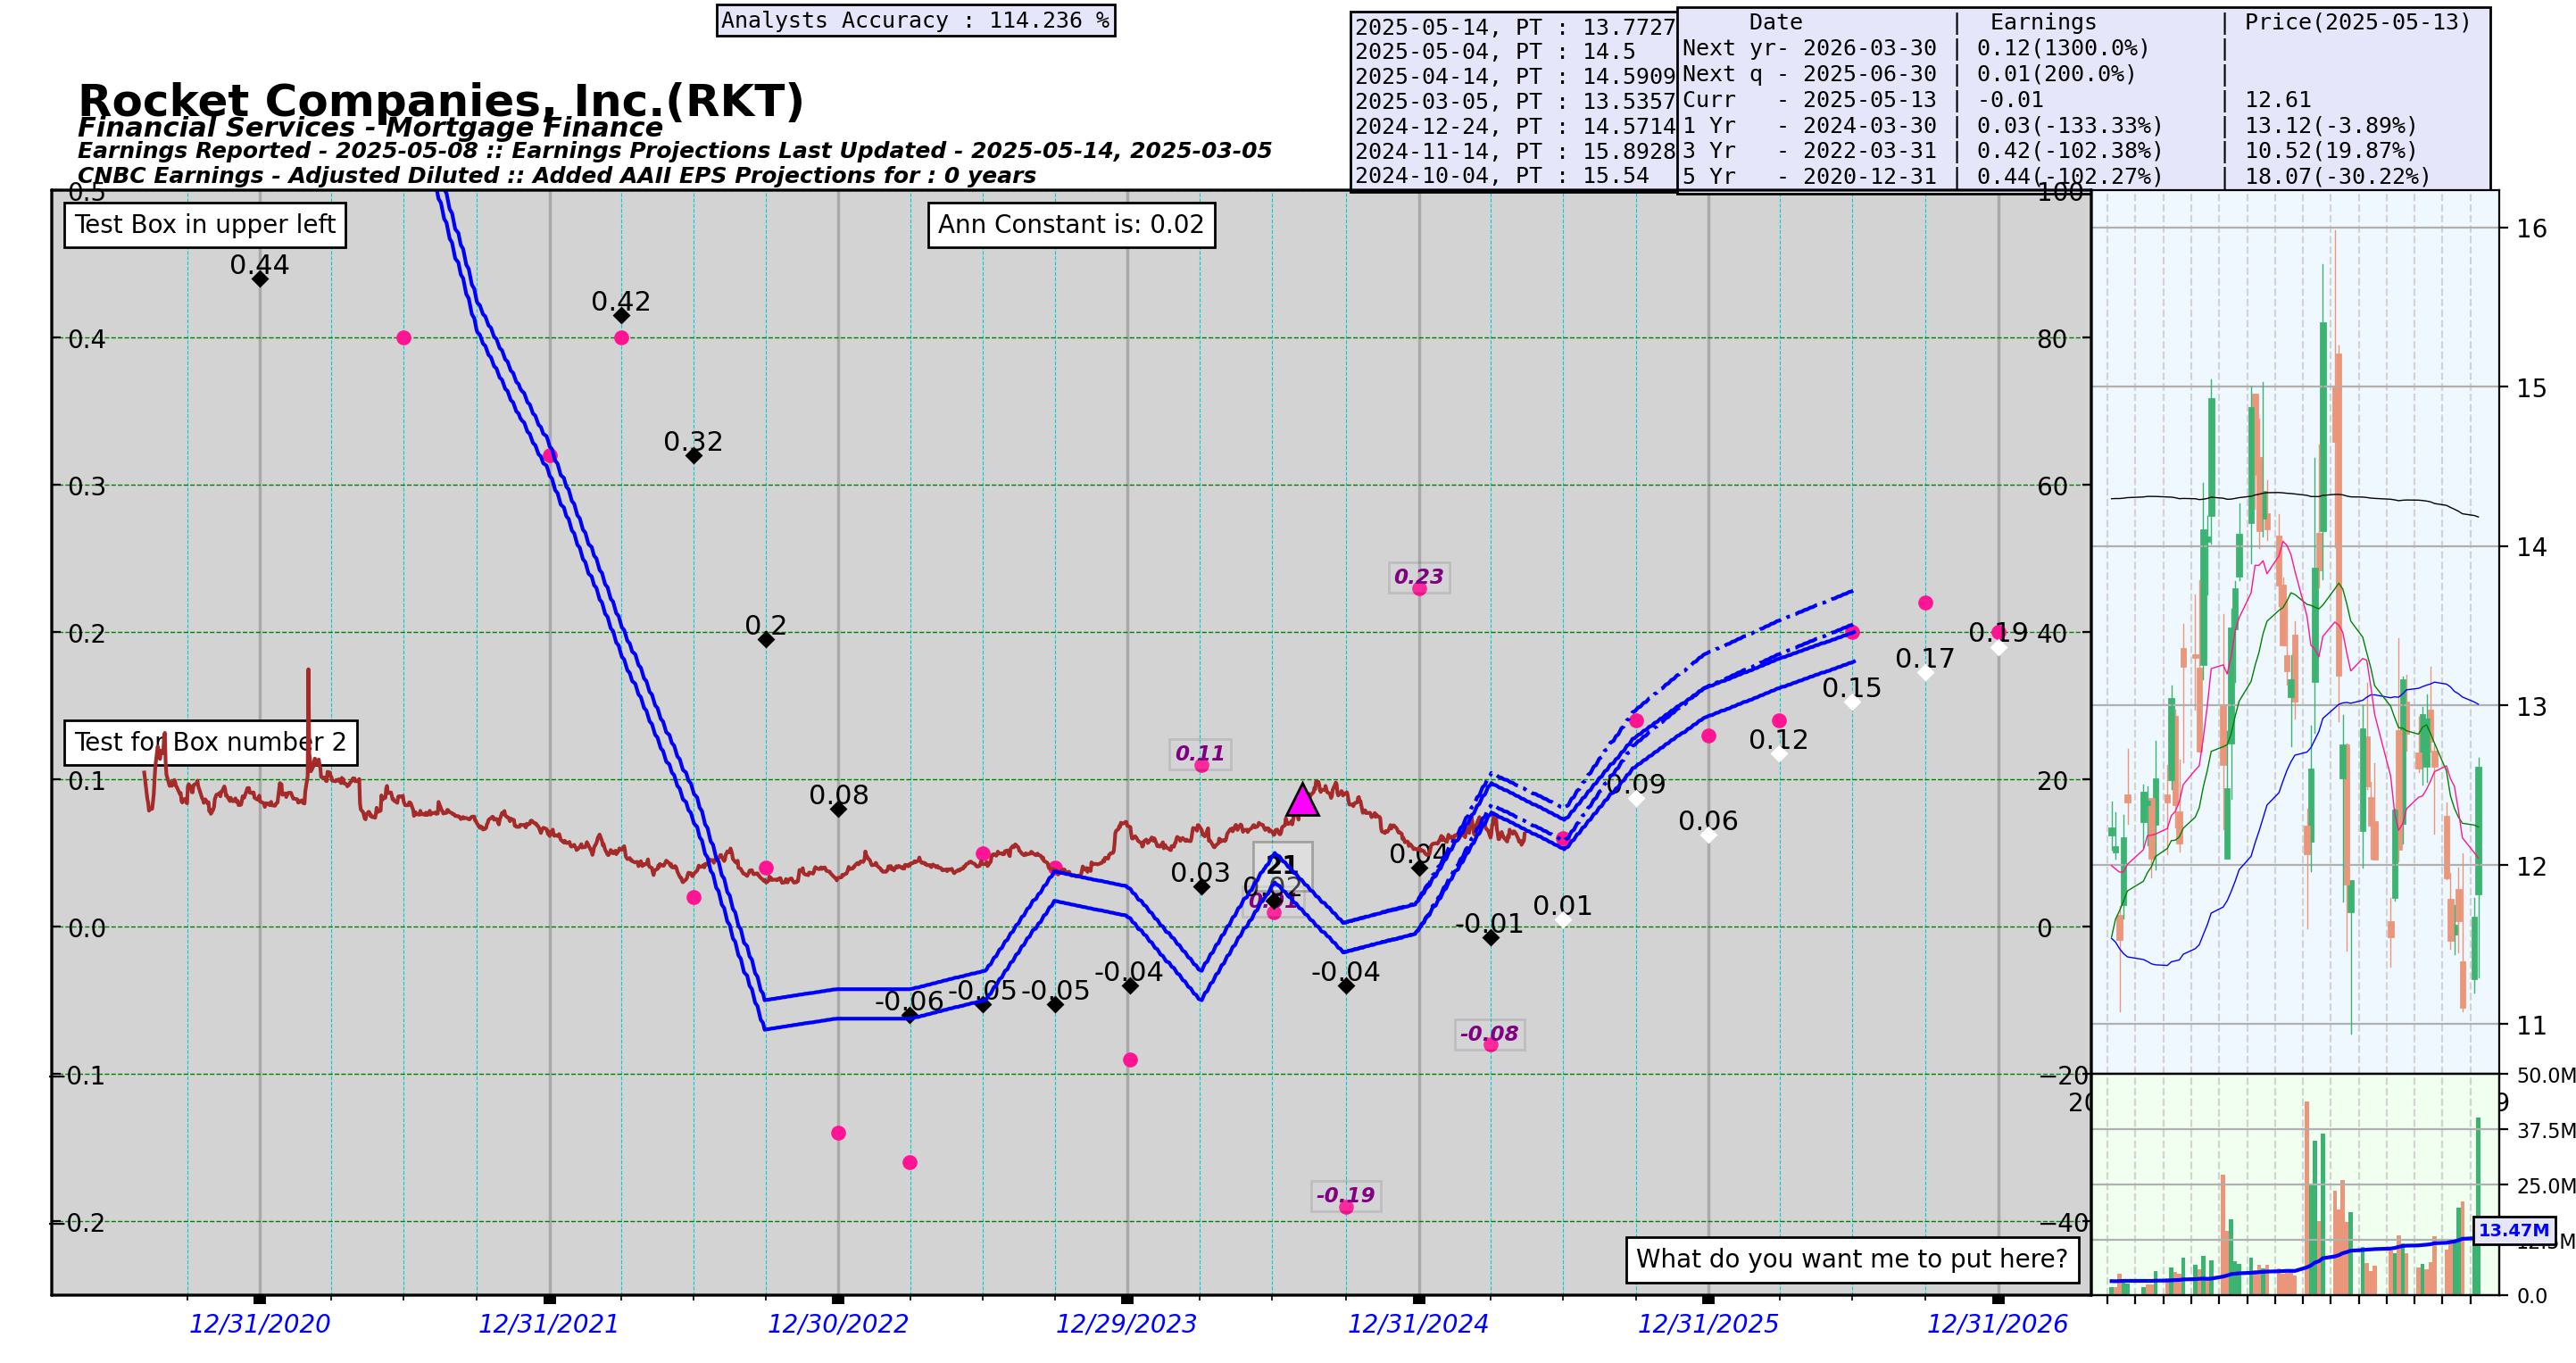 Analysts Accuracy : 114.236 %
2025-05-14, PT : 13.7727
2025-05-04, PT : 14.5
2025-04-14, PT : 14.5909
2025-03-05, PT : 13.5357
2024-12-24, PT : 14.5714
2024-11-14, PT : 15.8928
2024-10-04, PT : 15.54
Date | Earnings | Price(2025-05-13)
Next yr- 2026-03-30 | 0.12(1300.0%) |
Next q - 2025-06-30 | 0.01(200.0%) |
Curr - 2025-05-13 | -0.01 | 12.61
1 Yr - 2024-03-30 | 0.03(-133.33%) | 13.12(-3.89%)
3 Yr - 2022-03-31 | 0.42(-102.38%) | 10.52(19.87%)
5 Yr - 2020-12-31 | 0.44(-102.27%) | 18.07(-30.22%)
Rocket Companies, Inc.(RKT)
Financial Services - Mortgage Finance
Earnings Reported - 2025-05-08 :: Earnings Projections Last Updated - 2025-05-14, 2025-03-05
CNBC Earnings - Adjusted Diluted :: Added AAII EPS Projections for : 0 years
Test Box in upper left
Ann Constant is: 0.02
Test for Box number 2
What do you want me to put here?
0.5
0.4
0.3
0.2
0.1
0.0
−0.1
−0.2
0.44
0.42
0.32
0.2
0.08
-0.06
-0.05
-0.05
-0.04
0.11
0.03
21
0.02
0.01
-0.04
-0.19
0.23
0.04
-0.01
-0.08
0.01
0.09
0.06
0.12
0.15
0.17
0.19
100
80
60
40
20
0
−20
−40
16
15
14
13
12
11
50.0M
37.5M
25.0M
13.47M
0.0
12/31/2020
12/31/2021
12/30/2022
12/29/2023
12/31/2024
12/31/2025
12/31/2026